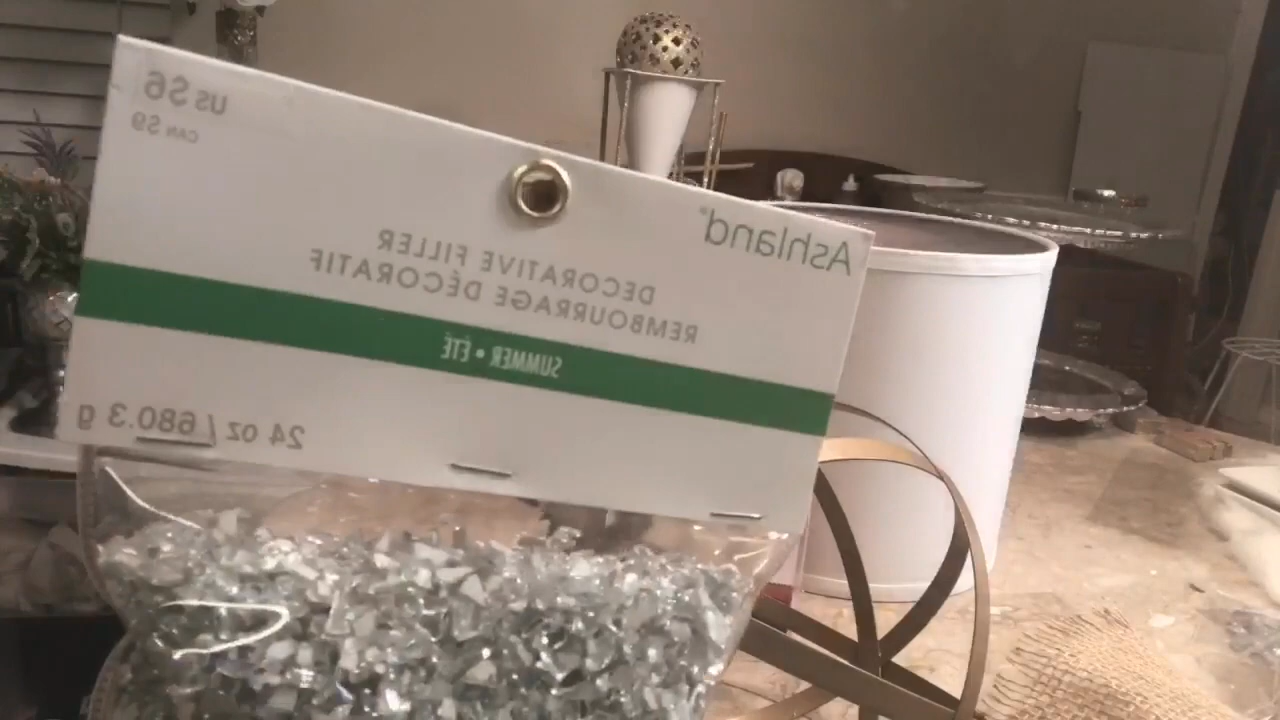 Ashland®
US $6
CAN $9
DECORATIVE FILLER
REMBOURRAGE DÉCORATIF
SUMMER • ÉTÉ
24 oz / 680.3 g